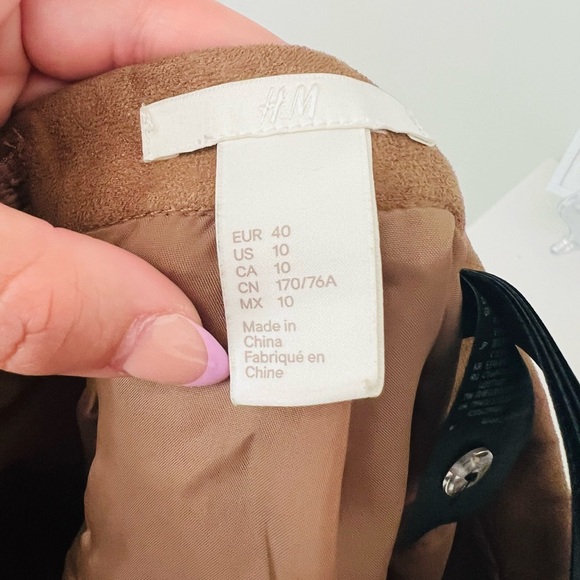 H&M
EUR 40
US 10
CA 10
CN 170/76A
MX 10
Made in
China
Fabriqué en
Chine